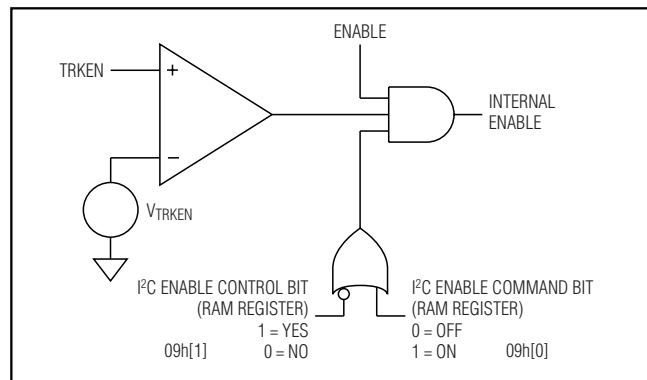 ENABLE
TRKEN
+
INTERNAL
ENABLE
−
VTRKEN
I²C ENABLE CONTROL BIT
(RAM REGISTER)
1 = YES
09h[1] 0 = NO
I²C ENABLE COMMAND BIT
(RAM REGISTER)
0 = OFF
1 = ON 09h[0]